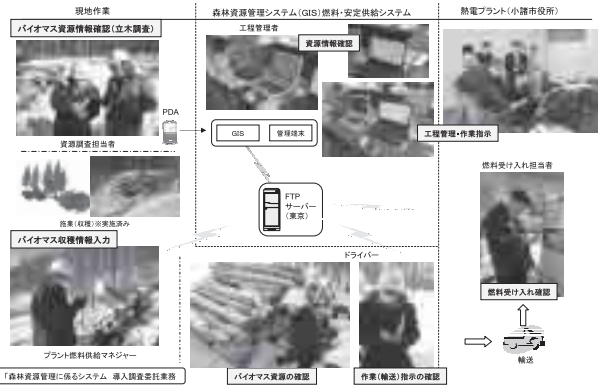 現地作業
森林資源管理システム(GIS)燃料・安定供給システム
熱電プラント(小諸市役所)
バイオマス資源情報確認(立木調査)
工程管理者
資源情報確認
PDA
GIS
管理端末
工程管理・作業指示
資源調査担当者
燃料受け入れ担当者
FTP
サーバー
(東京)
施業(収穫)※実施済み
バイオマス収穫情報入力
ドライバー
燃料受け入れ確認
プラント燃料供給マネジャー
輸送
「森林資源管理に係るシステム 導入調査委託業務
バイオマス資源の確認
作業(輸送)指示の確認